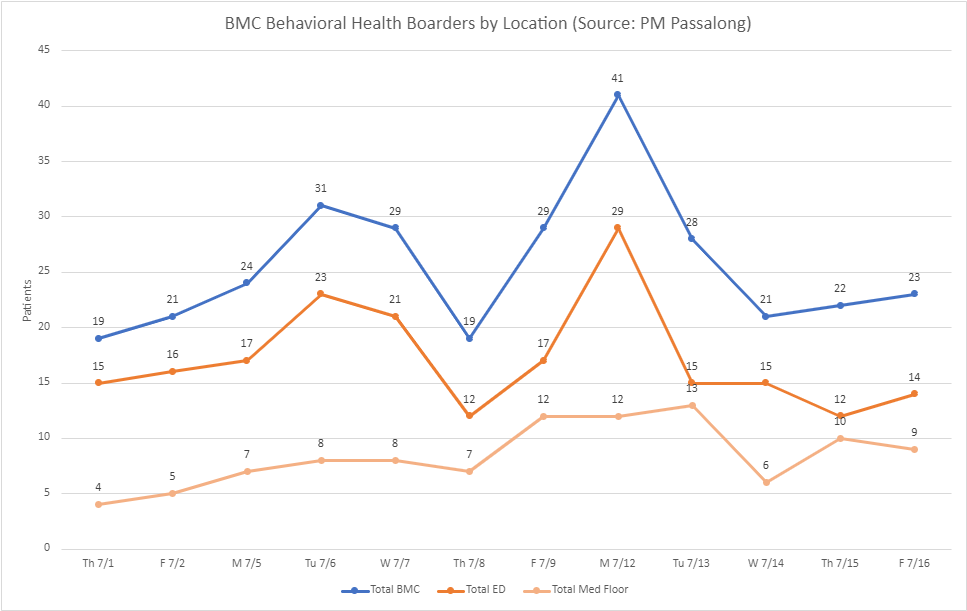 BMC Behavioral Health Boarders by Location (Source: PM Passalong)
45
40
35
30
25
20
15
10
5
0
Patients
19
21
24
31
29
19
29
41
28
21
22
23
15
16
17
23
21
12
17
29
15
15
12
14
4
5
7
8
8
7
12
12
13
6
10
9
Th 7/1
F 7/2
M 7/5
Tu 7/6
W 7/7
Th 7/8
F 7/9
M 7/12
Tu 7/13
W 7/14
Th 7/15
F 7/16
Total BMC
Total ED
Total Med Floor